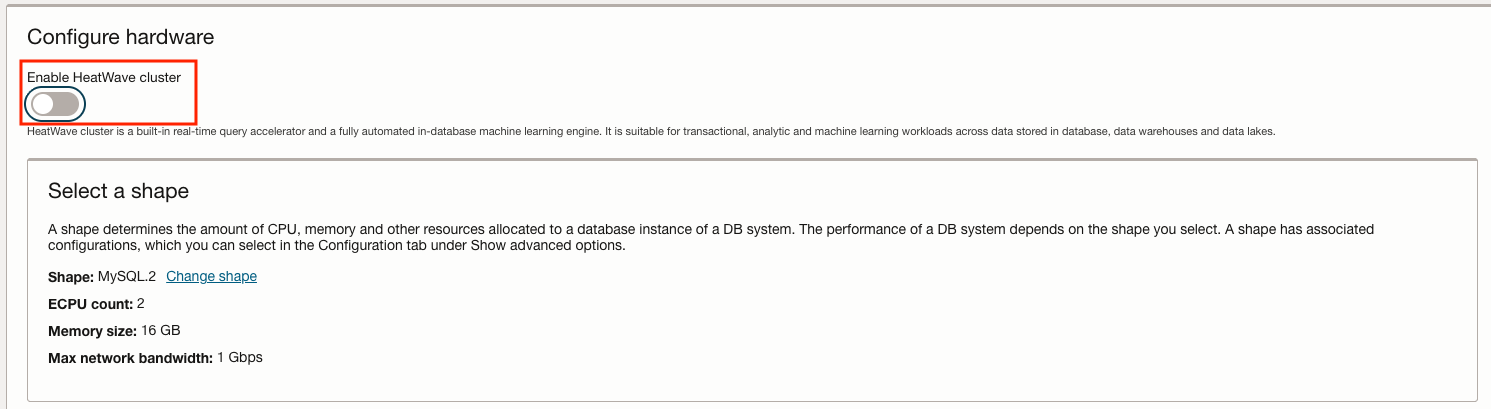 Configure hardware
Enable HeatWave cluster
HeatWave cluster is a built-in real-time query accelerator and a fully automated in-database machine learning engine. It is suitable for transactional, analytic and machine learning workloads across data stored in database, data warehouses and data lakes.
Select a shape
A shape determines the amount of CPU, memory and other resources allocated to a database instance of a DB system. The performance of a DB system depends on the shape you select. A shape has associated
configurations, which you can select in the Configuration tab under Show advanced options.
Shape: MySQL.2 Change shape
ECPU count: 2
Memory size: 16 GB
Max network bandwidth: 1 Gbps